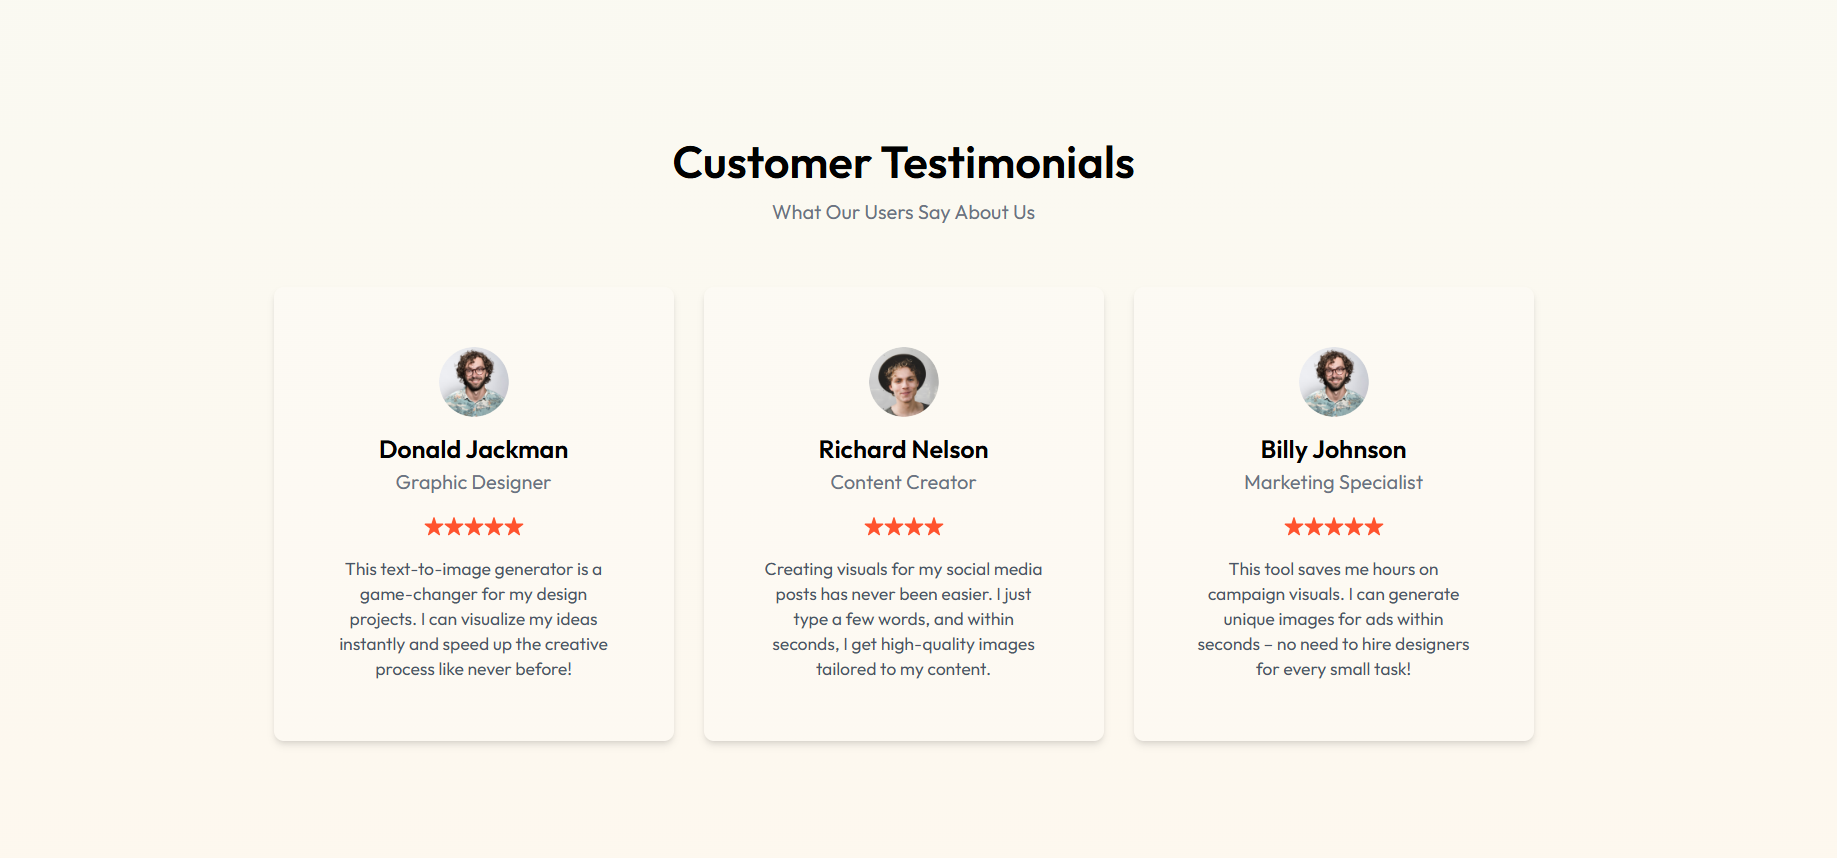 Customer Testimonials
What Our Users Say About Us
Donald Jackman
Graphic Designer
This text-to-image generator is a
game-changer for my design
projects. I can visualize my ideas
instantly and speed up the creative
process like never before!
Richard Nelson
Content Creator
Creating visuals for my social media
posts has never been easier. I just
type a few words, and within
seconds, I get high-quality images
tailored to my content.
Billy Johnson
Marketing Specialist
This tool saves me hours on
campaign visuals. I can generate
unique images for ads within
seconds – no need to hire designers
for every small task!